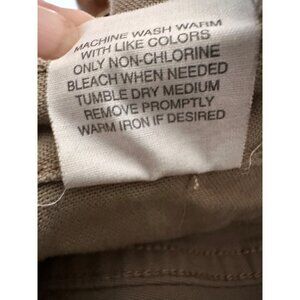 MACHINE WASH WARM
WITH LIKE COLORS
ONLY NON-CHLORINE
BLEACH WHEN NEEDED
TUMBLE DRY MEDIUM
REMOVE PROMPTLY
WARM IRON IF DESIRED